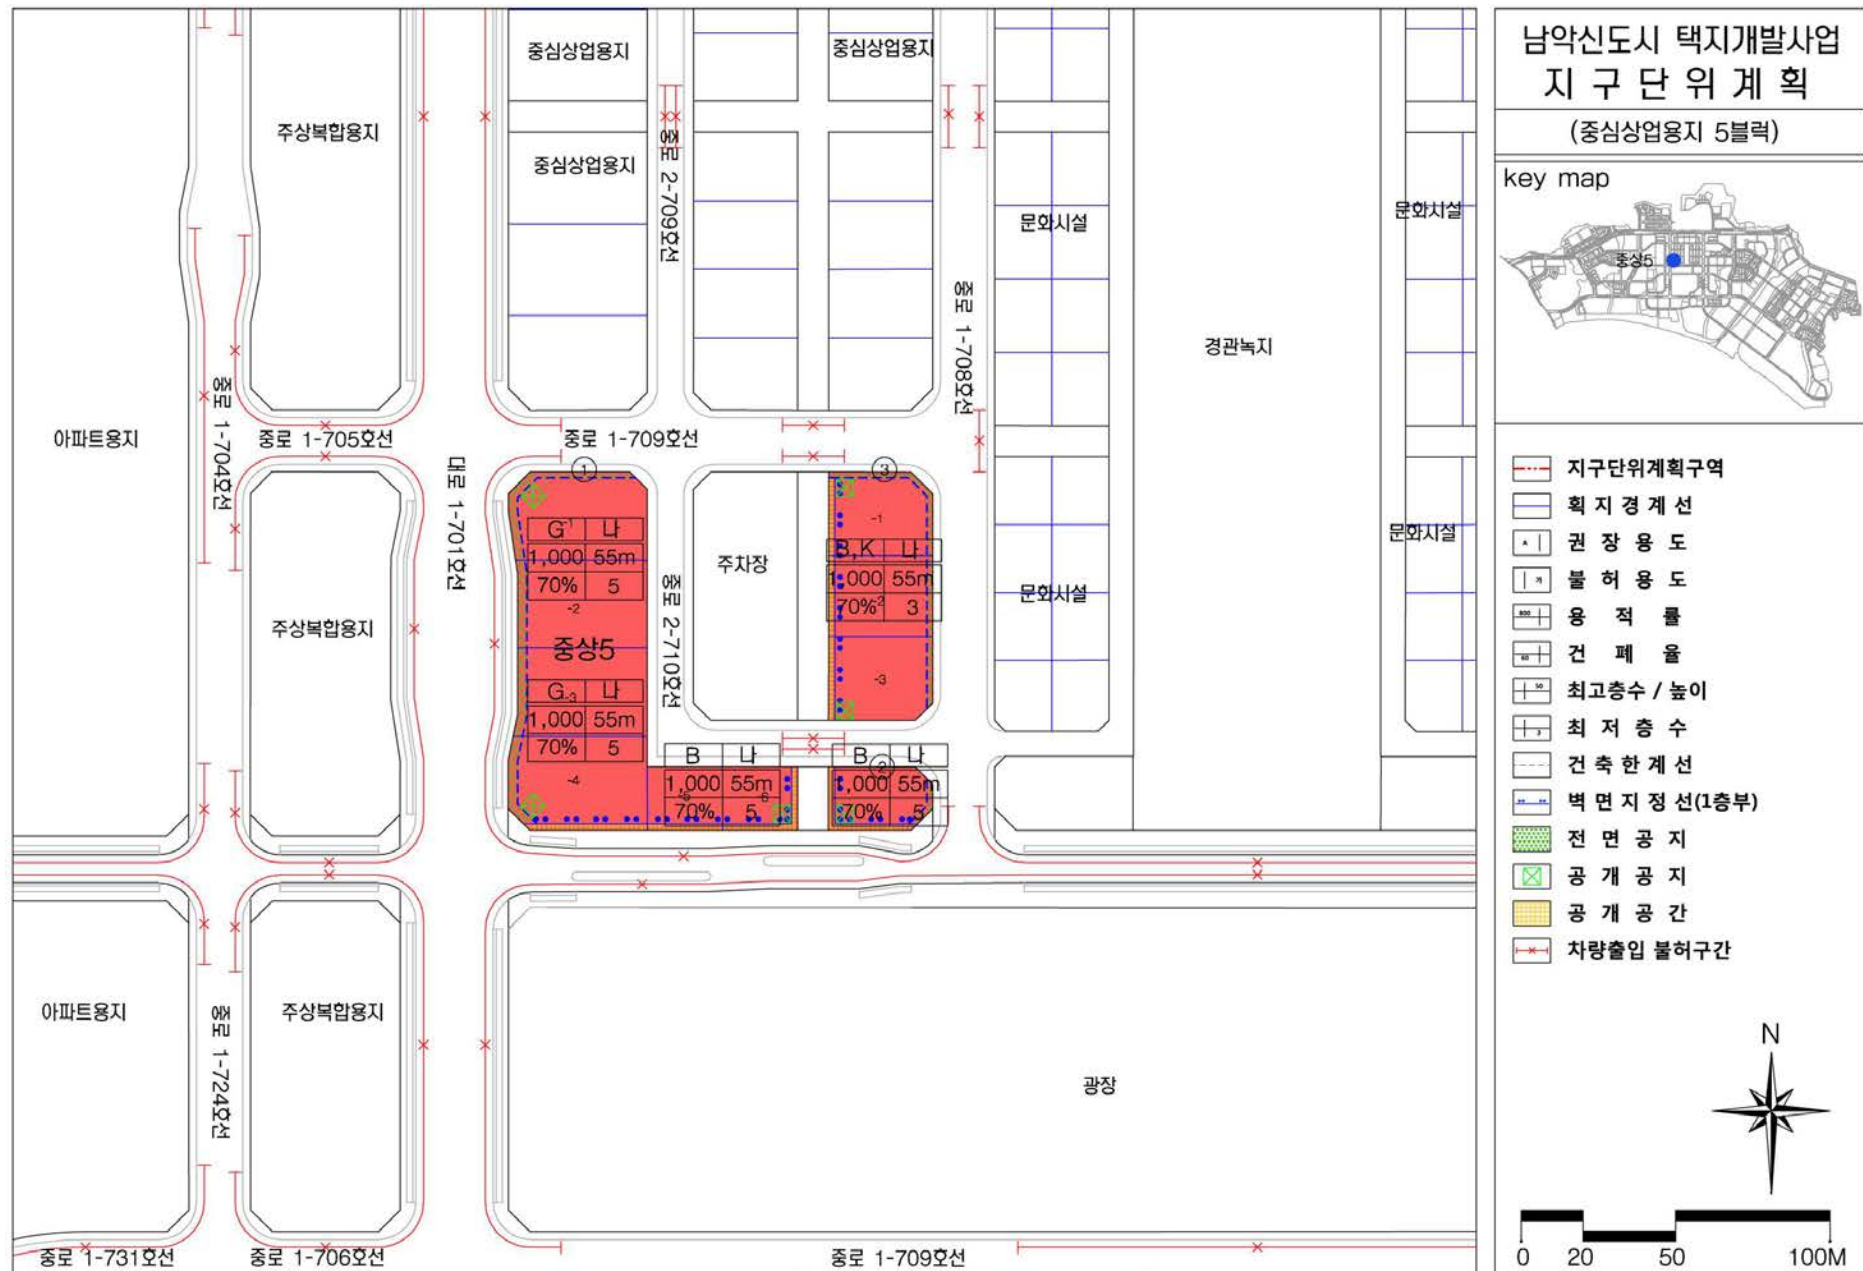 남악신도시 택지개발사업
지 구 단 위 계 획
(중심상업용지 5블럭)
key map
중상5
지구단위계획구역
획 지 경 계 선
A
권 장 용 도
가
불 허 용 도
800
용 적 률
60
건 폐 율
50
최고층수 / 높이
3
최 저 층 수
건 축 한 계 선
벽 면 지 정 선(1층부)
전 면 공 지
공 개 공 지
공 개 공 간
차량출입 불허구간
N
0 20 50 100M
중심상업용지
중심상업용지
주상복합용지
중심상업용지
중로 2-709호선
문화시설
문화시설
중로 1-708호선
경관녹지
중로 1-704호선
아파트용지
중로 1-705호선
중로 1-709호선
대로 1-701호선
① ③
-1
G 나
1,000 55m
70% 5
-2
-1
B,K 나
1,000 55m
70% 3
-2
주차장
문화시설
문화시설
주상복합용지
중상5
중로 2-710호선
G 나
-3
1,000 55m
70% 5
-4
-3
B 나
1,000 55m
70% 5
-5
-6
B 나
②
1,000 55m
70% 5
아파트용지
주상복합용지
중로 1-724호선
광장
중로 1-731호선
중로 1-706호선
중로 1-709호선